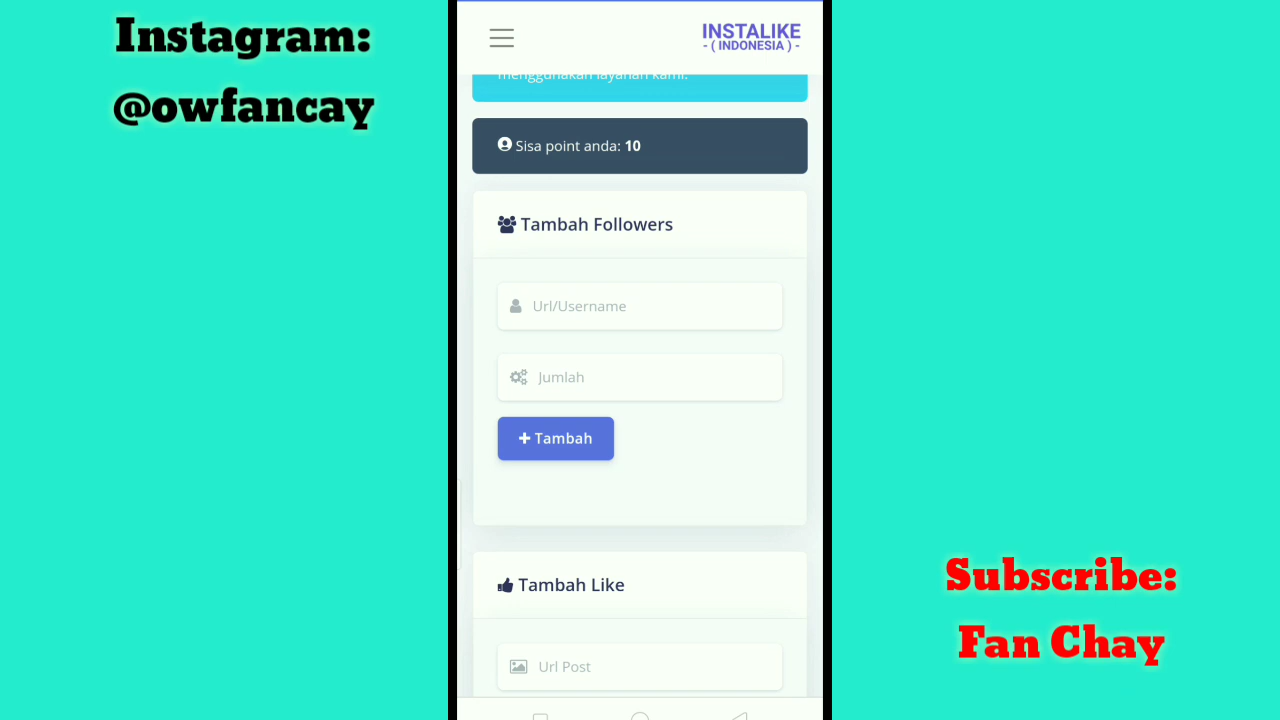 Instagram:
@owfancay
INSTALIKE
- ( INDONESIA ) -
menggunakan layanan kami.
Sisa point anda: 10
Tambah Followers
Url/Username
Jumlah
+ Tambah
Tambah Like
Url Post
Subscribe:
Fan Chay